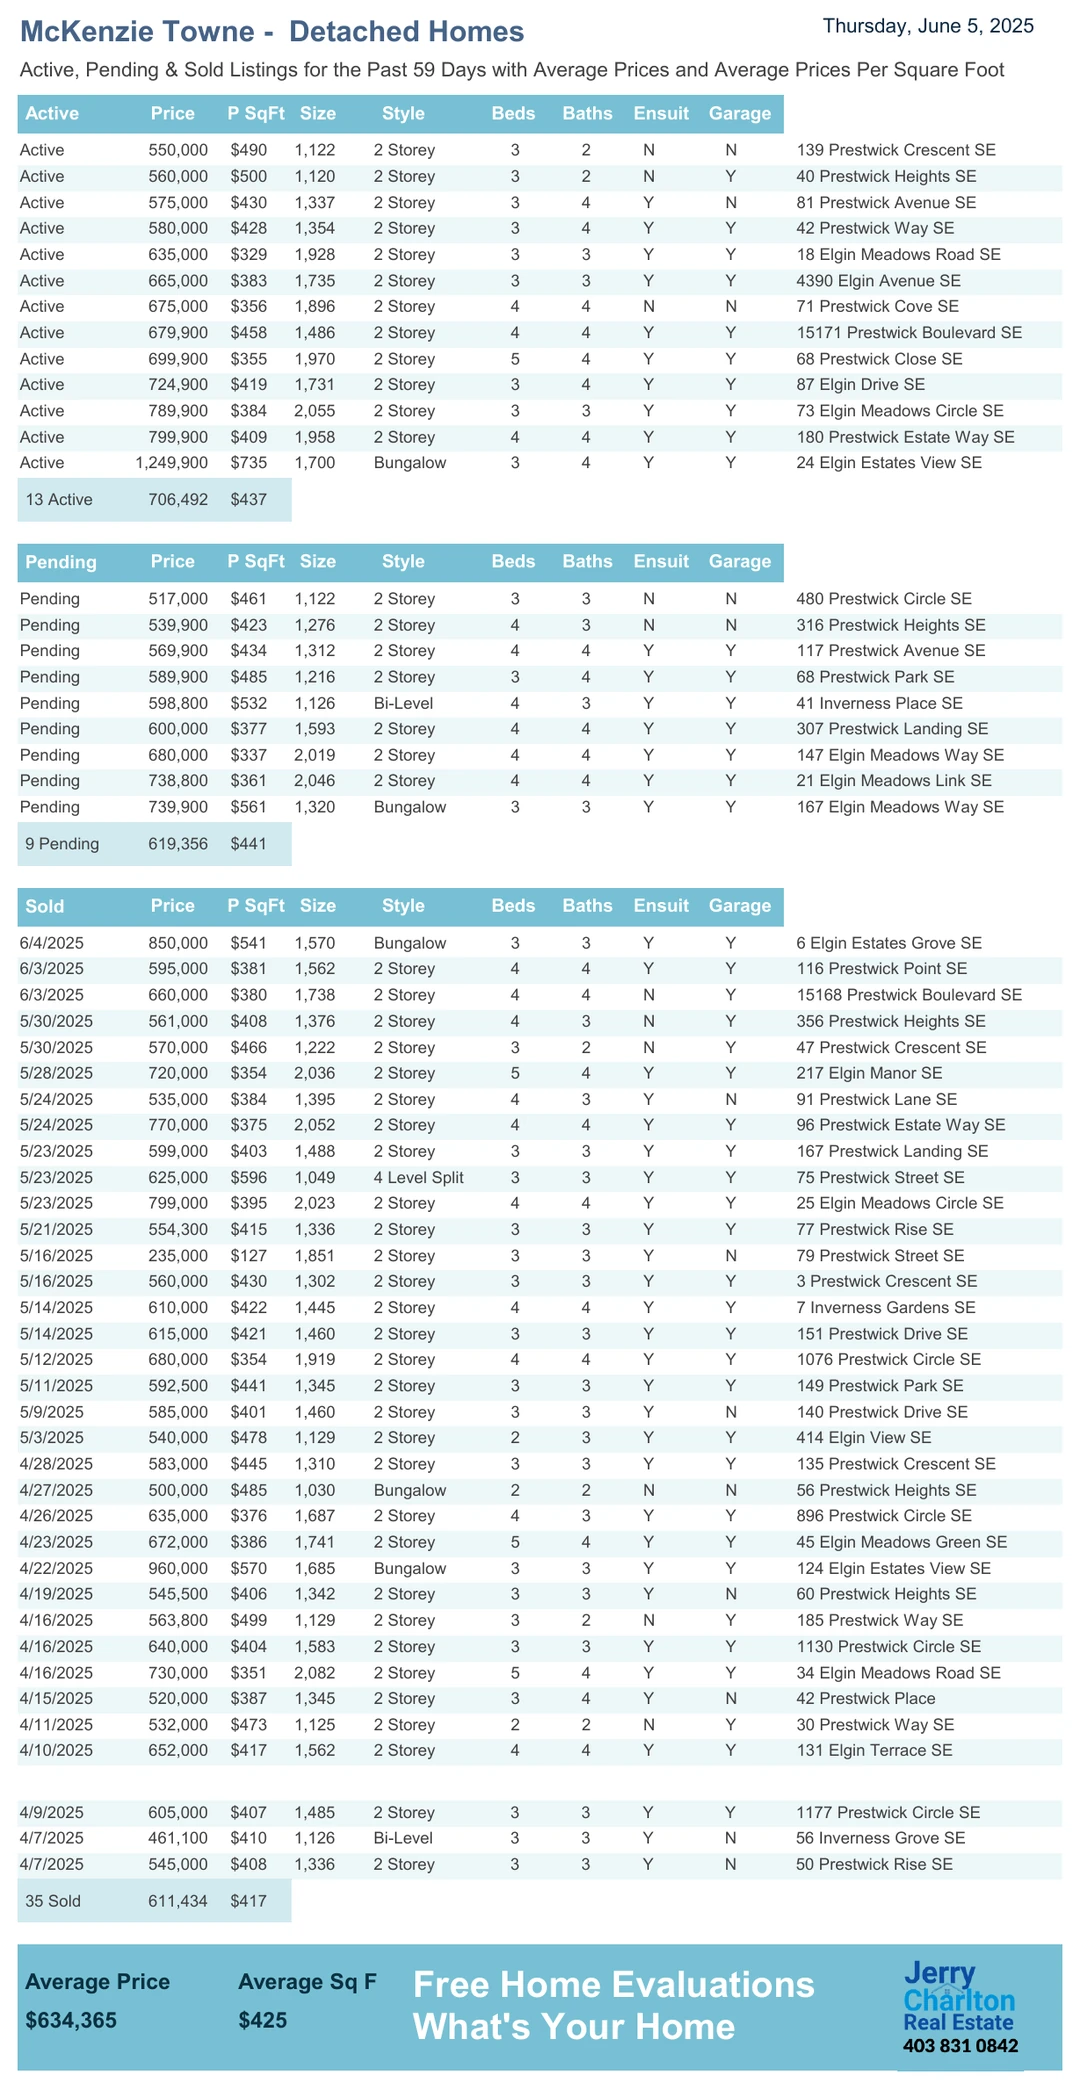 McKenzie Towne -  Detached Homes
Thursday, June 5, 2025
Active, Pending & Sold Listings for the Past 59 Days with Average Prices and Average Prices Per Square Foot
Active Price P SqFt Size Style Beds Baths Ensuit Garage
Active 550,000 $490 1,122 2 Storey 3 2 N N 139 Prestwick Crescent SE
Active 560,000 $500 1,120 2 Storey 3 2 N Y 40 Prestwick Heights SE
Active 575,000 $430 1,337 2 Storey 3 4 Y N 81 Prestwick Avenue SE
Active 580,000 $428 1,354 2 Storey 3 4 Y Y 42 Prestwick Way SE
Active 635,000 $329 1,928 2 Storey 3 3 Y Y 18 Elgin Meadows Road SE
Active 665,000 $383 1,735 2 Storey 3 3 Y Y 4390 Elgin Avenue SE
Active 675,000 $356 1,896 2 Storey 4 4 N N 71 Prestwick Cove SE
Active 679,900 $458 1,486 2 Storey 4 4 Y Y 15171 Prestwick Boulevard SE
Active 699,900 $355 1,970 2 Storey 5 4 Y Y 68 Prestwick Close SE
Active 724,900 $419 1,731 2 Storey 3 4 Y Y 87 Elgin Drive SE
Active 789,900 $384 2,055 2 Storey 3 3 Y Y 73 Elgin Meadows Circle SE
Active 799,900 $409 1,958 2 Storey 4 4 Y Y 180 Prestwick Estate Way SE
Active 1,249,900 $735 1,700 Bungalow 3 4 Y Y 24 Elgin Estates View SE
13 Active 706,492 $437
Pending Price P SqFt Size Style Beds Baths Ensuit Garage
Pending 517,000 $461 1,122 2 Storey 3 3 N N 480 Prestwick Circle SE
Pending 539,900 $423 1,276 2 Storey 4 3 N N 316 Prestwick Heights SE
Pending 569,900 $434 1,312 2 Storey 4 4 Y Y 117 Prestwick Avenue SE
Pending 589,900 $485 1,216 2 Storey 3 4 Y Y 68 Prestwick Park SE
Pending 598,800 $532 1,126 Bi-Level 4 3 Y Y 41 Inverness Place SE
Pending 600,000 $377 1,593 2 Storey 4 4 Y Y 307 Prestwick Landing SE
Pending 680,000 $337 2,019 2 Storey 4 4 Y Y 147 Elgin Meadows Way SE
Pending 738,800 $361 2,046 2 Storey 4 4 Y Y 21 Elgin Meadows Link SE
Pending 739,900 $561 1,320 Bungalow 3 3 Y Y 167 Elgin Meadows Way SE
9 Pending 619,356 $441
Sold Price P SqFt Size Style Beds Baths Ensuit Garage
6/4/2025 850,000 $541 1,570 Bungalow 3 3 Y Y 6 Elgin Estates Grove SE
6/3/2025 595,000 $381 1,562 2 Storey 4 4 Y Y 116 Prestwick Point SE
6/3/2025 660,000 $380 1,738 2 Storey 4 4 N Y 15168 Prestwick Boulevard SE
5/30/2025 561,000 $408 1,376 2 Storey 4 3 N Y 356 Prestwick Heights SE
5/30/2025 570,000 $466 1,222 2 Storey 3 2 N Y 47 Prestwick Crescent SE
5/28/2025 720,000 $354 2,036 2 Storey 5 4 Y Y 217 Elgin Manor SE
5/24/2025 535,000 $384 1,395 2 Storey 4 3 Y N 91 Prestwick Lane SE
5/24/2025 770,000 $375 2,052 2 Storey 4 4 Y Y 96 Prestwick Estate Way SE
5/23/2025 599,000 $403 1,488 2 Storey 3 3 Y Y 167 Prestwick Landing SE
5/23/2025 625,000 $596 1,049 4 Level Split 3 3 Y Y 75 Prestwick Street SE
5/23/2025 799,000 $395 2,023 2 Storey 4 4 Y Y 25 Elgin Meadows Circle SE
5/21/2025 554,300 $415 1,336 2 Storey 3 3 Y Y 77 Prestwick Rise SE
5/16/2025 235,000 $127 1,851 2 Storey 3 3 Y N 79 Prestwick Street SE
5/16/2025 560,000 $430 1,302 2 Storey 3 3 Y Y 3 Prestwick Crescent SE
5/14/2025 610,000 $422 1,445 2 Storey 4 4 Y Y 7 Inverness Gardens SE
5/14/2025 615,000 $421 1,460 2 Storey 3 3 Y Y 151 Prestwick Drive SE
5/12/2025 680,000 $354 1,919 2 Storey 4 4 Y Y 1076 Prestwick Circle SE
5/11/2025 592,500 $441 1,345 2 Storey 3 3 Y Y 149 Prestwick Park SE
5/9/2025 585,000 $401 1,460 2 Storey 3 3 Y N 140 Prestwick Drive SE
5/3/2025 540,000 $478 1,129 2 Storey 2 3 Y Y 414 Elgin View SE
4/28/2025 583,000 $445 1,310 2 Storey 3 3 Y Y 135 Prestwick Crescent SE
4/27/2025 500,000 $485 1,030 Bungalow 2 2 N N 56 Prestwick Heights SE
4/26/2025 635,000 $376 1,687 2 Storey 4 3 Y Y 896 Prestwick Circle SE
4/23/2025 672,000 $386 1,741 2 Storey 5 4 Y Y 45 Elgin Meadows Green SE
4/22/2025 960,000 $570 1,685 Bungalow 3 3 Y Y 124 Elgin Estates View SE
4/19/2025 545,500 $406 1,342 2 Storey 3 3 Y N 60 Prestwick Heights SE
4/16/2025 563,800 $499 1,129 2 Storey 3 2 N Y 185 Prestwick Way SE
4/16/2025 640,000 $404 1,583 2 Storey 3 3 Y Y 1130 Prestwick Circle SE
4/16/2025 730,000 $351 2,082 2 Storey 5 4 Y Y 34 Elgin Meadows Road SE
4/15/2025 520,000 $387 1,345 2 Storey 3 4 Y N 42 Prestwick Place
4/11/2025 532,000 $473 1,125 2 Storey 2 2 N Y 30 Prestwick Way SE
4/10/2025 652,000 $417 1,562 2 Storey 4 4 Y Y 131 Elgin Terrace SE
4/9/2025 605,000 $407 1,485 2 Storey 3 3 Y Y 1177 Prestwick Circle SE
4/7/2025 461,100 $410 1,126 Bi-Level 3 3 Y N 56 Inverness Grove SE
4/7/2025 545,000 $408 1,336 2 Storey 3 3 Y N 50 Prestwick Rise SE
35 Sold 611,434 $417
Average Price Average Sq F
$634,365 $425
Free Home Evaluations
What's Your Home
Jerry
Charlton
Real Estate
403 831 0842